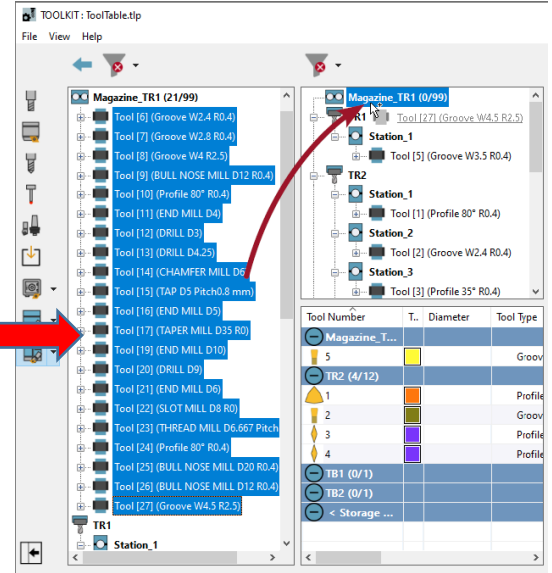 TOOLKIT : ToolTable.tlp
File View Help
Magazine_TR1 (21/99)
Tool [6] (Groove W2.4 R0.4)
Tool [7] (Groove W2.8 R0.4)
Tool [8] (Groove W4 R2.5)
Tool [9] (BULL NOSE MILL D12 R0.4)
Tool [10] (Profile 80° R0.4)
Tool [11] (END MILL D4)
Tool [12] (DRILL D3)
Tool [13] (DRILL D4.25)
Tool [14] (CHAMFER MILL D6
Tool [15] (TAP D5 Pitch0.8 mm)
Tool [16] (END MILL D5)
Tool [17] (TAPER MILL D35 R0)
Tool [19] (END MILL D10)
Tool [20] (DRILL D9)
Tool [21] (END MILL D6)
Tool [22] (SLOT MILL D8 R0)
Tool [23] (THREAD MILL D6.667 Pitch
Tool [24] (Profile 80° R0.4)
Tool [25] (BULL NOSE MILL D20 R0.4)
Tool [26] (BULL NOSE MILL D12 R0.4)
Tool [27] (Groove W4.5 R2.5)
TR1
Station_1
Magazine_TR1 (0/99)
TR1 Tool [27] (Groove W4.5 R2.5)
Station_1
Tool [5] (Groove W3.5 R0.4)
TR2
Station_1
Tool [1] (Profile 80° R0.4)
Station_2
Tool [2] (Groove W2.4 R0.4)
Station_3
Tool [3] (Profile 35° R0.4)
Tool Number T.. Diameter Tool Type
Magazine_T...
5 Groov
TR2 (4/12)
1 Profile
2 Groov
3 Profile
4 Profile
TB1 (0/1)
TB2 (0/1)
< Storage ...